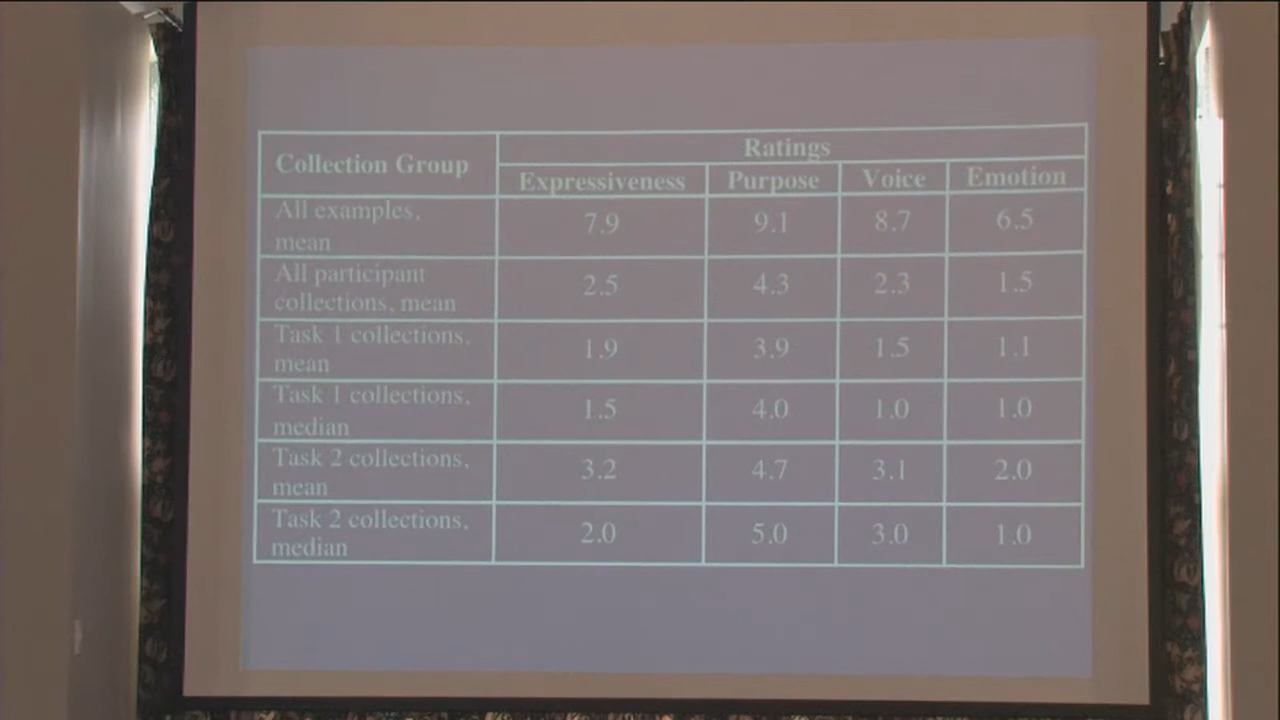 Collection Group
Ratings
Expressiveness Purpose Voice Emotion
All examples,
mean
7.9 9.1 8.7 6.5
All participant
collections, mean
2.5 4.3 2.3 1.5
Task 1 collections,
mean
1.9 3.9 1.5 1.1
Task 1 collections,
median
1.5 4.0 1.0 1.0
Task 2 collections,
mean
3.2 4.7 3.1 2.0
Task 2 collections,
median
2.0 5.0 3.0 1.0